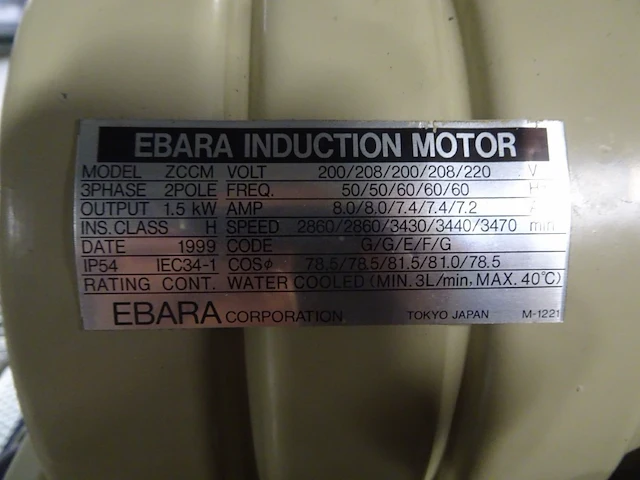 EBARA INDUCTION MOTOR
MODEL ZCCM VOLT 200/208/200/208/220 V
3PHASE 2POLE FREQ. 50/50/60/60/60 Hz
OUTPUT 1.5 kW AMP 8.0/8.0/7.4/7.4/7.2 A
INS.CLASS H SPEED 2860/2860/3430/3440/3470 min
DATE 1999 CODE G/G/E/F/G
IP54 IEC34-1 COSφ 78.5/78.5/81.5/81.0/78.5
RATING CONT. WATER COOLED (MIN. 3L/min, MAX. 40℃)
EBARA CORPORATION TOKYO JAPAN M-1221